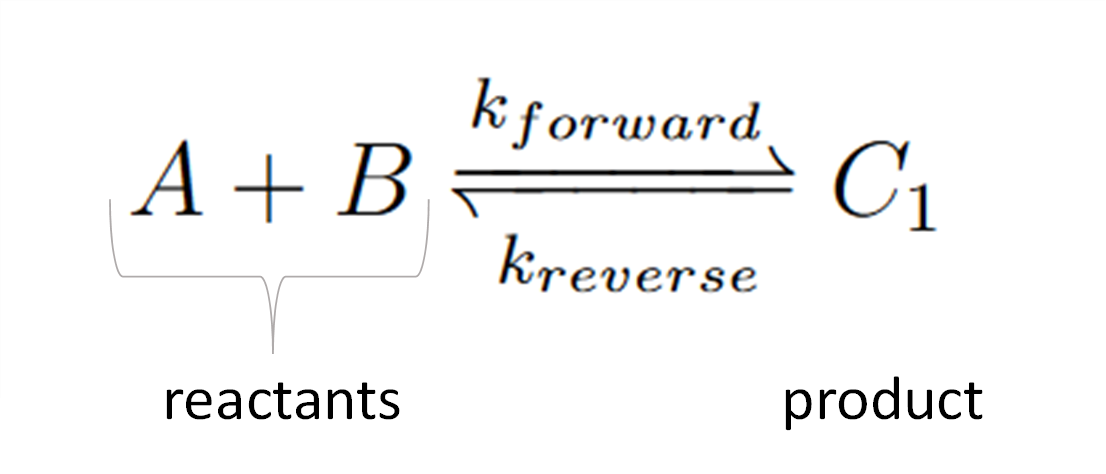 k_forward
A + B ⇌ C_1
k_reverse
reactants
product